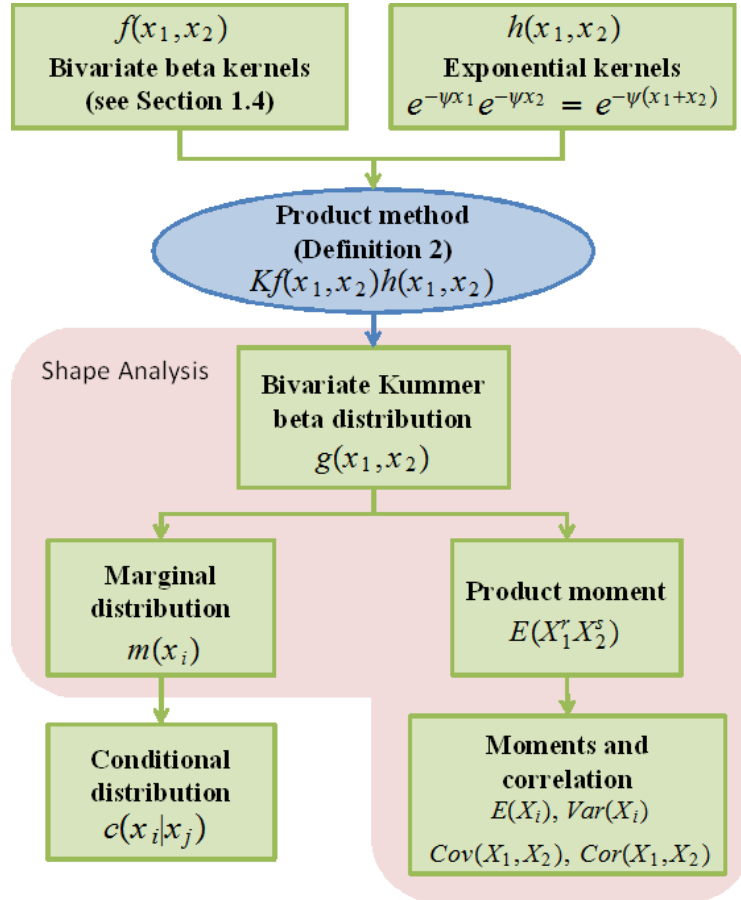 f(x₁,x₂)
Bivariate beta kernels
(see Section 1.4)
h(x₁,x₂)
Exponential kernels
e^{-ψx₁}e^{-ψx₂} = e^{-ψ(x₁+x₂)}
Product method
(Definition 2)
Kf(x₁,x₂)h(x₁,x₂)
Shape Analysis
Bivariate Kummer
beta distribution
g(x₁,x₂)
Marginal
distribution
m(xᵢ)
Product moment
E(X₁ʳX₂ˢ)
Conditional
distribution
c(xᵢ|xⱼ)
Moments and
correlation
E(Xᵢ), Var(Xᵢ)
Cov(X₁,X₂), Cor(X₁,X₂)